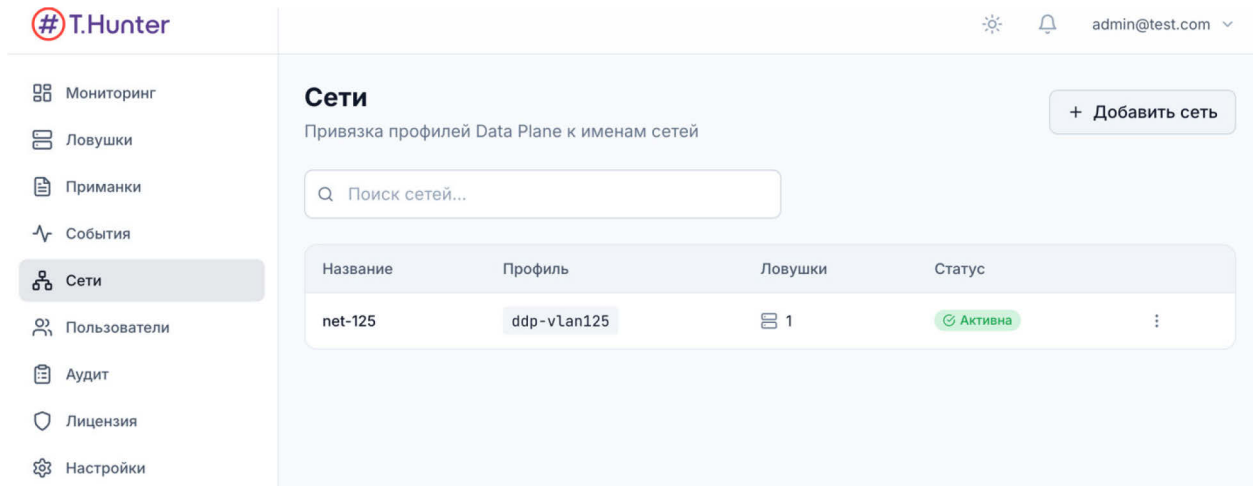 # T.Hunter
admin@test.com
Мониторинг
Ловушки
Приманки
События
Сети
Пользователи
Аудит
Лицензия
Настройки
Сети
Привязка профилей Data Plane к именам сетей
+ Добавить сеть
Поиск сетей...
Название Профиль Ловушки Статус
net-125 ddp-vlan125 1 Активна